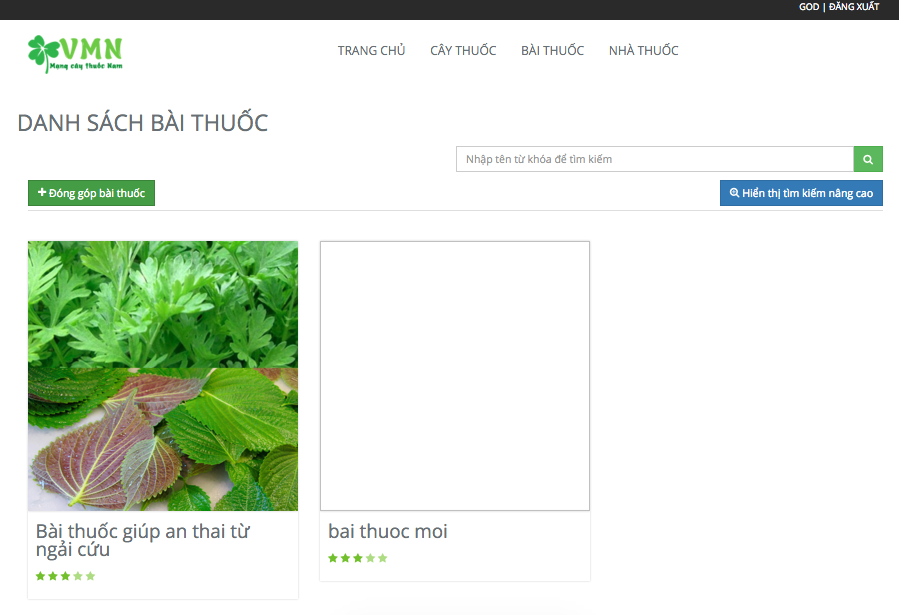 GOD | ĐĂNG XUẤT
VMN
Mạng cây thuốc Nam
TRANG CHỦ CÂY THUỐC BÀI THUỐC NHÀ THUỐC
DANH SÁCH BÀI THUỐC
Nhập tên từ khóa để tìm kiếm
Đóng góp bài thuốc
Hiển thị tìm kiếm nâng cao
Bài thuốc giúp an thai từ
ngải cứu
bai thuoc moi